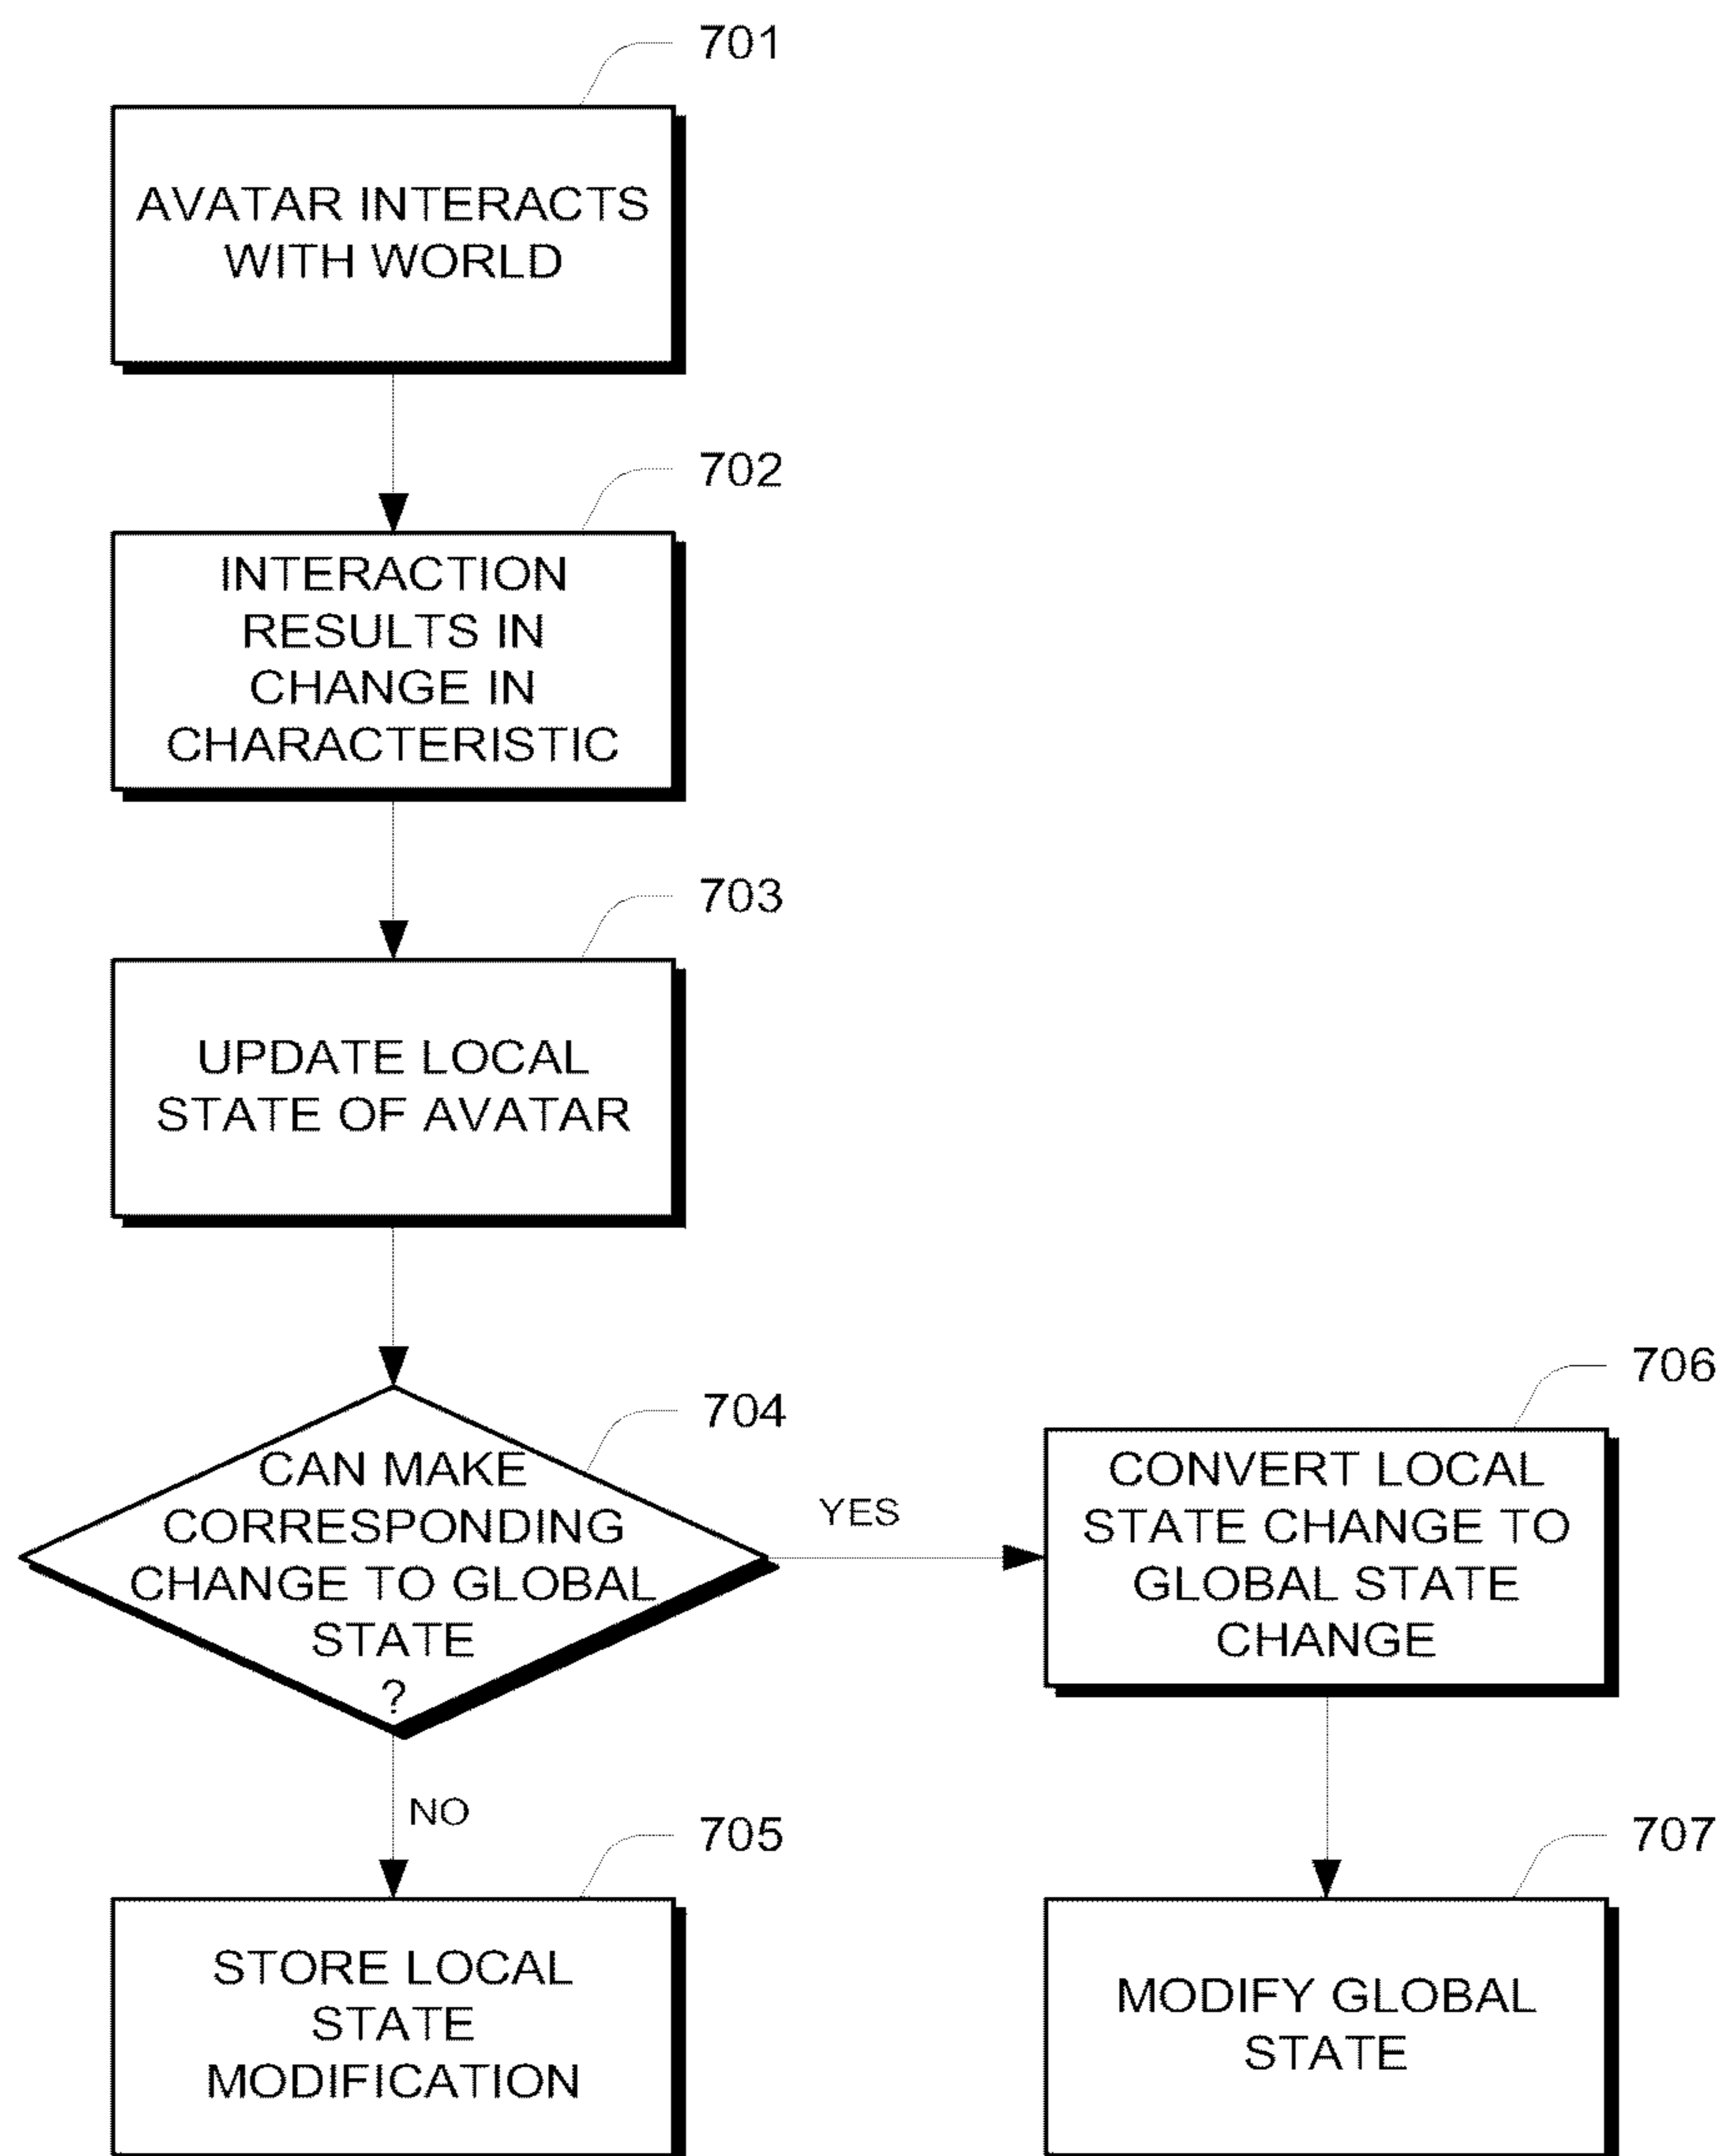 701
AVATAR INTERACTS
WITH WORLD
702
INTERACTION
RESULTS IN
CHANGE IN
CHARACTERISTIC
703
UPDATE LOCAL
STATE OF AVATAR
704
CAN MAKE
CORRESPONDING
CHANGE TO GLOBAL
STATE
?
YES
706
CONVERT LOCAL
STATE CHANGE TO
GLOBAL STATE
CHANGE
NO
705
STORE LOCAL
STATE
MODIFICATION
707
MODIFY GLOBAL
STATE